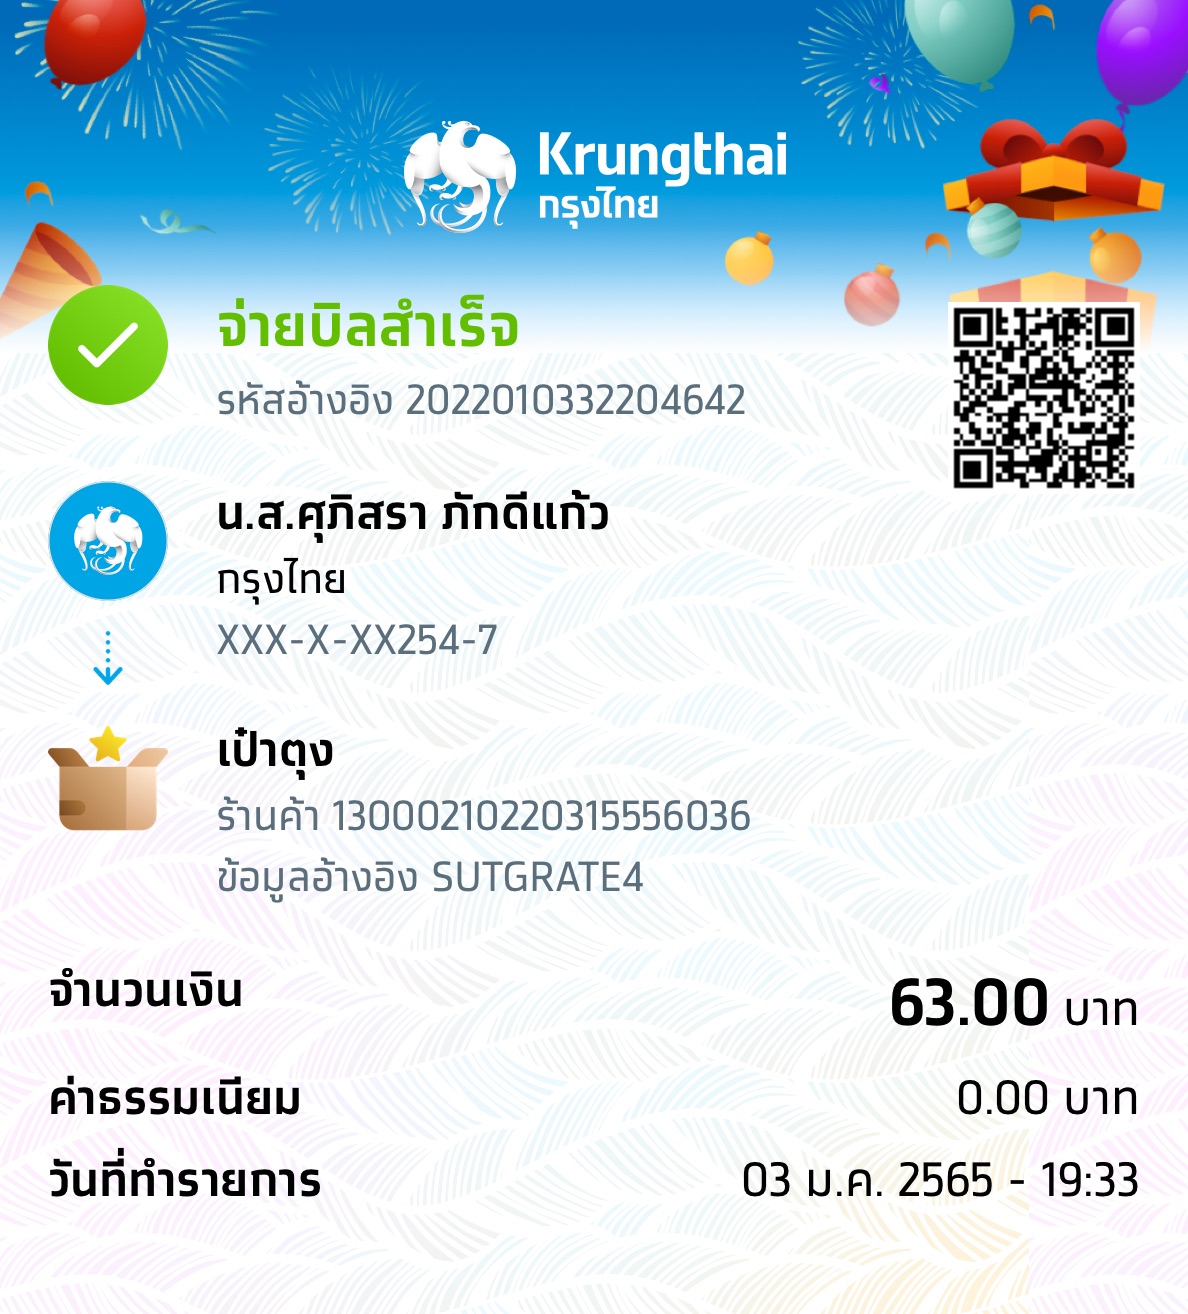 Krungthai
กรุงไทย
จ่ายบิลสำเร็จ
รหัสอ้างอิง 2022010332204642
น.ส.ศุภิสรา ภักดีแก้ว
กรุงไทย
XXX-X-XX254-7
เป๋าตุง
ร้านค้า 13000210220315556036
ข้อมูลอ้างอิง SUTGRATE4
จำนวนเงิน 63.00 บาท
ค่าธรรมเนียม 0.00 บาท
วันที่ทำรายการ 03 ม.ค. 2565 - 19:33